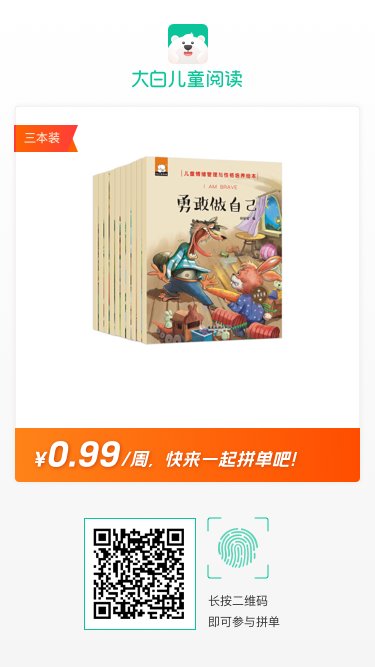 大白儿童阅读
三本装
儿童情绪管理与性格培养绘本
I AM BRAVE
勇敢做自己
¥0.99/周，快来一起拼单吧!
长按二维码
即可参与拼单